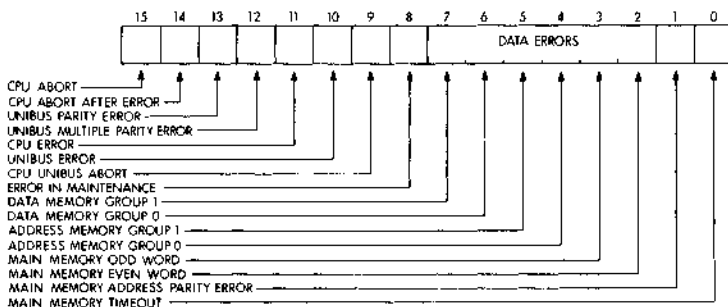 15 14 13 12 11 10 9 8 7 6 5 4 3 2 1 0
DATA ERRORS
CPU ABORT
CPU ABORT AFTER ERROR
UNIBUS PARITY ERROR
UNIBUS MULTIPLE PARITY ERROR
CPU ERROR
UNIBUS ERROR
CPU UNIBUS ABORT
ERROR IN MAINTENANCE
DATA MEMORY GROUP 1
DATA MEMORY GROUP 0
ADDRESS MEMORY GROUP 1
ADDRESS MEMORY GROUP 0
MAIN MEMORY ODD WORD
MAIN MEMORY EVEN WORD
MAIN MEMORY ADDRESS PARITY ERROR
MAIN MEMORY TIMEOUT